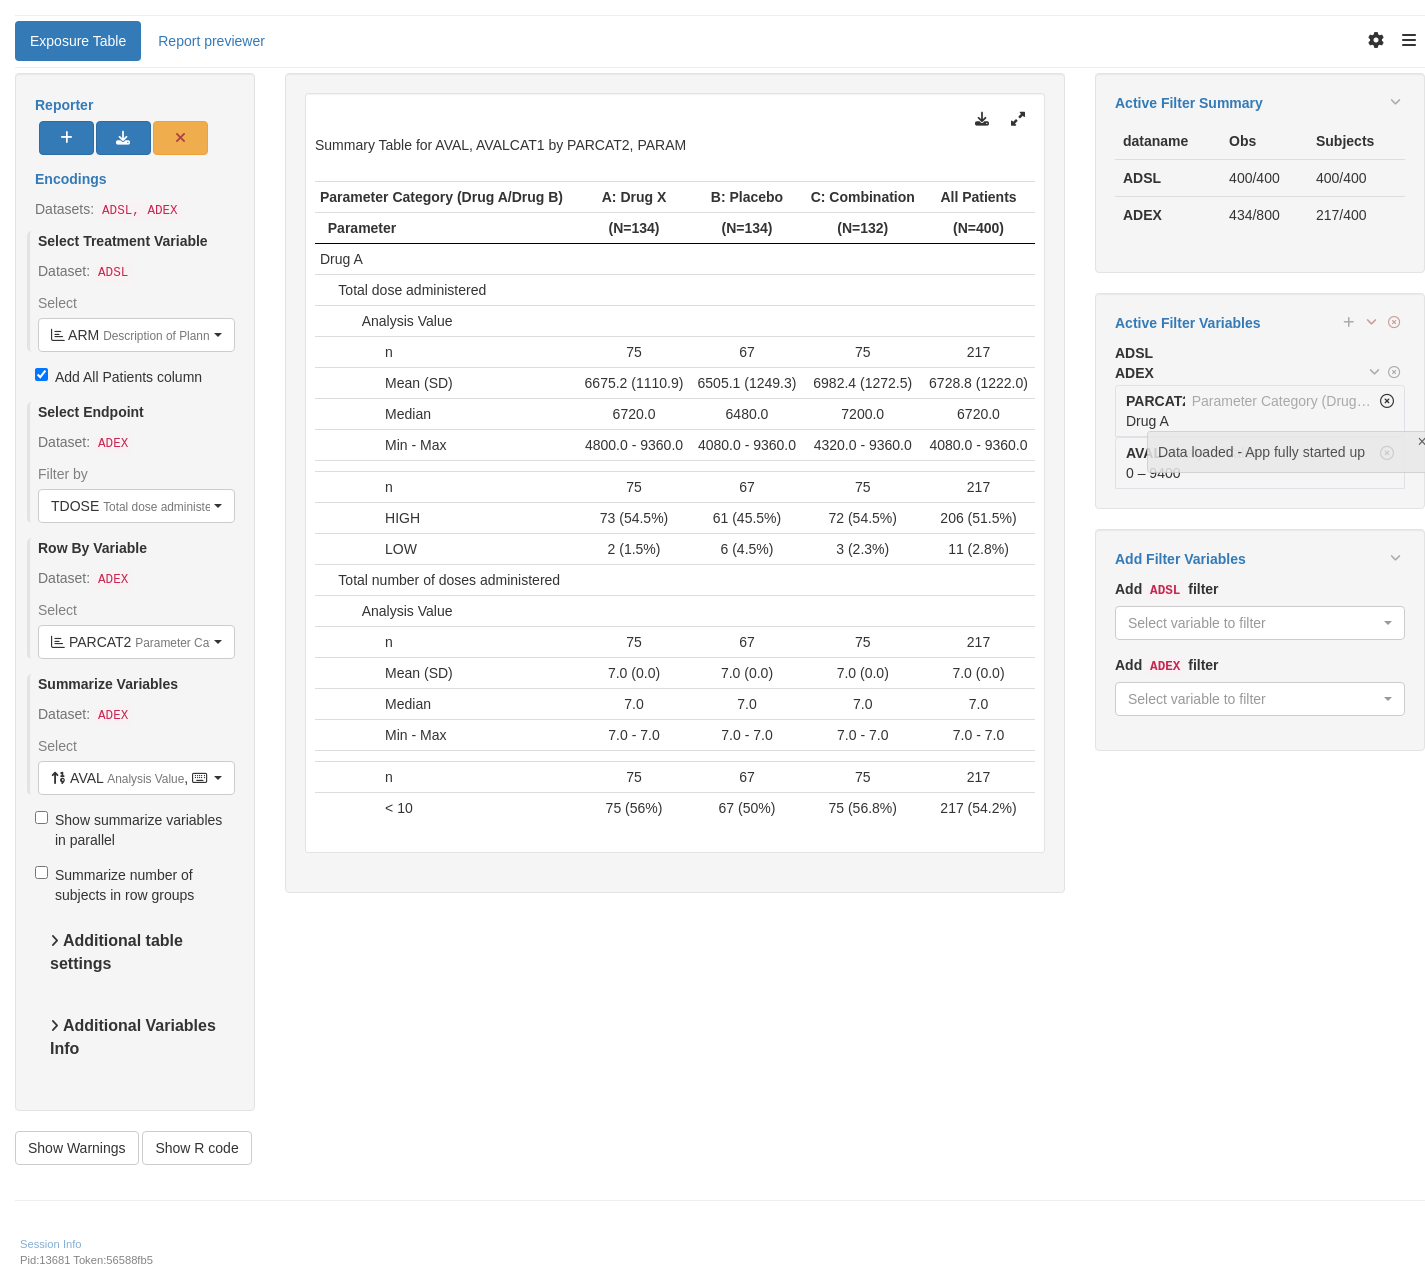 Exposure Table
Report previewer
Reporter
Encodings
Datasets: ADSL, ADEX
Select Treatment Variable
Dataset: ADSL
Select
ARM Description of Plann
Add All Patients column
Select Endpoint
Dataset: ADEX
Filter by
TDOSE Total dose administe
Row By Variable
Dataset: ADEX
Select
PARCAT2 Parameter Ca
Summarize Variables
Dataset: ADEX
Select
AVAL Analysis Value,
Show summarize variables
in parallel
Summarize number of
subjects in row groups
Additional table
settings
Additional Variables
Info
Show Warnings
Show R code
Summary Table for AVAL, AVALCAT1 by PARCAT2, PARAM
Parameter Category (Drug A/Drug B) A: Drug X B: Placebo C: Combination All Patients
Parameter (N=134) (N=134) (N=132) (N=400)
Drug A
Total dose administered
Analysis Value
n 75 67 75 217
Mean (SD) 6675.2 (1110.9) 6505.1 (1249.3) 6982.4 (1272.5) 6728.8 (1222.0)
Median 6720.0 6480.0 7200.0 6720.0
Min - Max 4800.0 - 9360.0 4080.0 - 9360.0 4320.0 - 9360.0 4080.0 - 9360.0
n 75 67 75 217
HIGH 73 (54.5%) 61 (45.5%) 72 (54.5%) 206 (51.5%)
LOW 2 (1.5%) 6 (4.5%) 3 (2.3%) 11 (2.8%)
Total number of doses administered
Analysis Value
n 75 67 75 217
Mean (SD) 7.0 (0.0) 7.0 (0.0) 7.0 (0.0) 7.0 (0.0)
Median 7.0 7.0 7.0 7.0
Min - Max 7.0 - 7.0 7.0 - 7.0 7.0 - 7.0 7.0 - 7.0
n 75 67 75 217
< 10 75 (56%) 67 (50%) 75 (56.8%) 217 (54.2%)
Active Filter Summary
dataname Obs Subjects
ADSL 400/400 400/400
ADEX 434/800 217/400
Active Filter Variables
ADSL
ADEX
PARCAT2 Parameter Category (Drug…
Drug A
Data loaded - App fully started up
×
0 – 9400
Add Filter Variables
Add ADSL filter
Select variable to filter
Add ADEX filter
Select variable to filter
Session Info
Pid:13681 Token:56588fb5